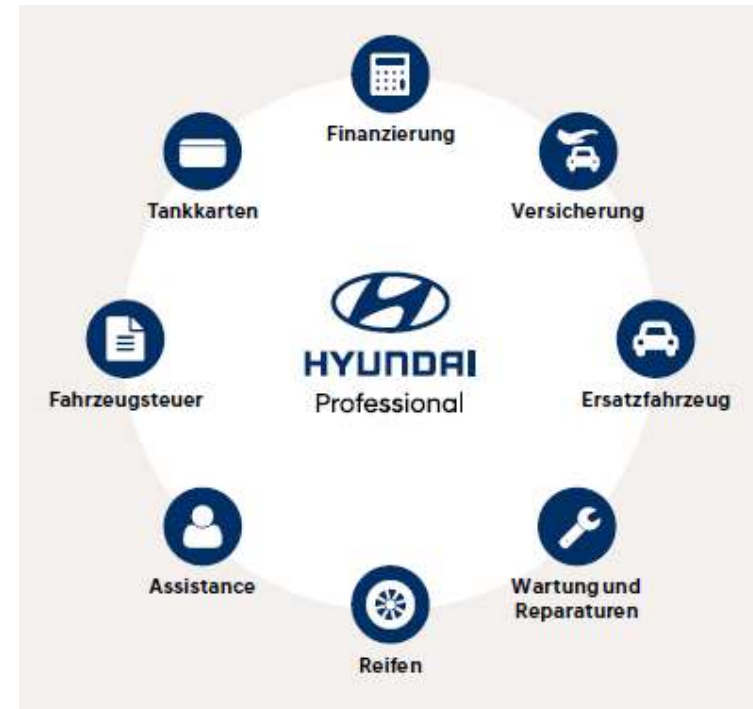 Finanzierung
Tankkarten
Versicherung
HYUNDAI
Professional
Fahrzeugsteuer
Ersatzfahrzeug
Assistance
Wartung und
Reparaturen
Reifen